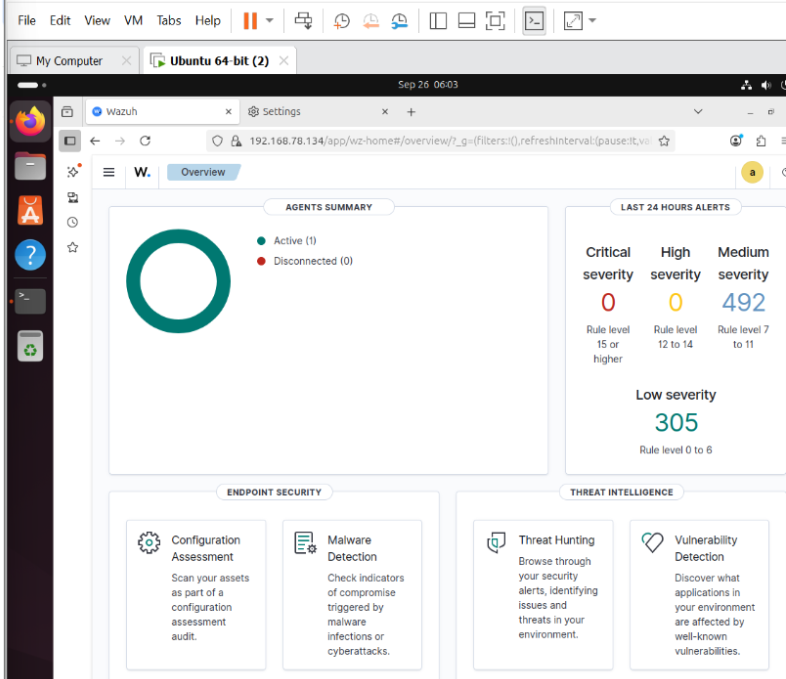 File Edit View VM Tabs Help
My Computer
Ubuntu 64-bit (2)
Sep 26 06:03
Wazuh
Settings
192.168.78.134/app/wz-home#/overview/?_g=(filters:!(),refreshInterval:(pause:!t,va
W. Overview a
AGENTS SUMMARY
Active (1)
Disconnected (0)
LAST 24 HOURS ALERTS
Critical severity
0
Rule level 15 or higher
High severity
0
Rule level 12 to 14
Medium severity
492
Rule level 7 to 11
Low severity
305
Rule level 0 to 6
ENDPOINT SECURITY
Configuration
Assessment
Scan your assets
as part of a
configuration
assessment
audit.
Malware
Detection
Check indicators
of compromise
triggered by
malware
infections or
cyberattacks.
THREAT INTELLIGENCE
Threat Hunting
Browse through
your security
alerts, identifying
issues and
threats in your
environment.
Vulnerability
Detection
Discover what
applications in
your environment
are affected by
well-known
vulnerabilities.